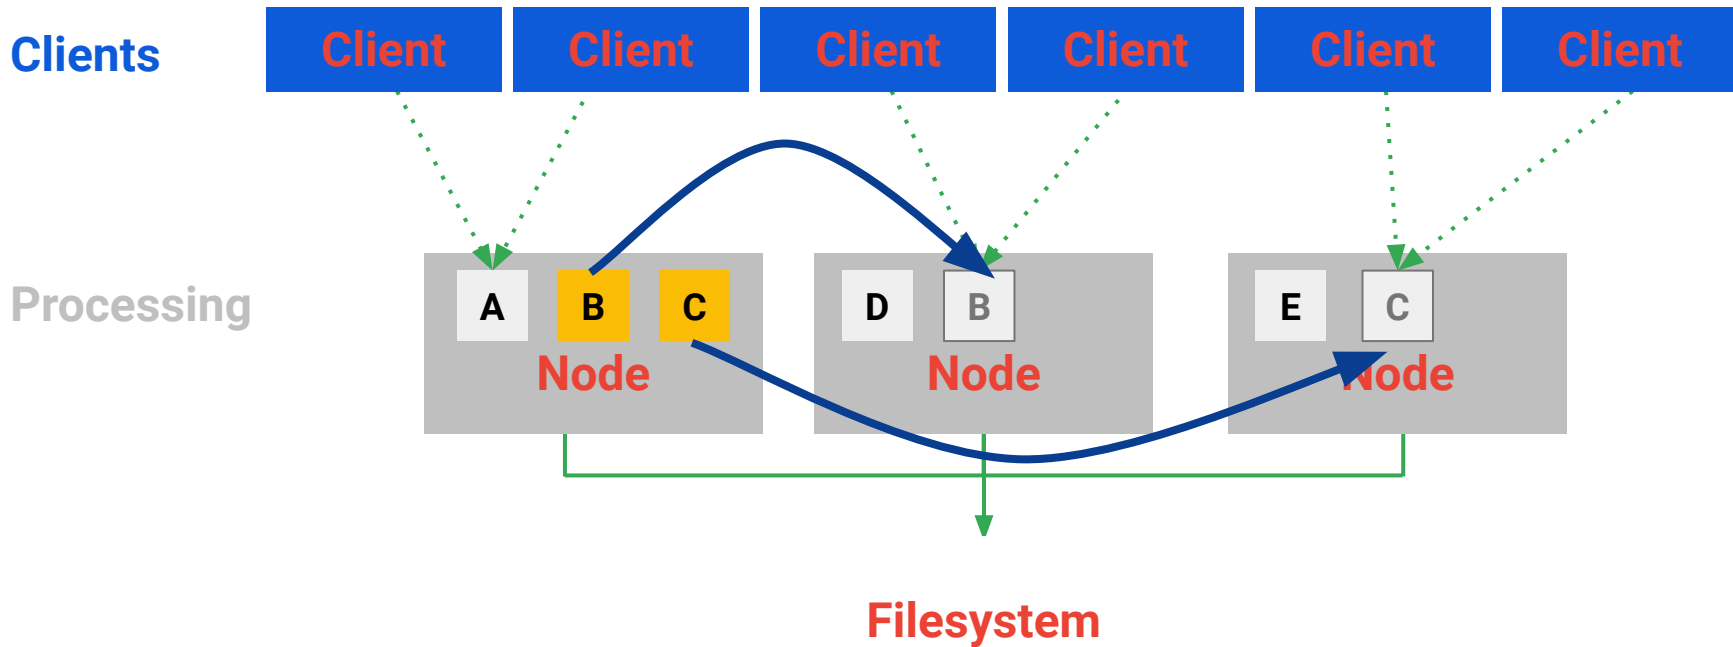 Clients
Client Client Client Client Client Client
Processing
A B C D B E C
Node Node Node
Filesystem